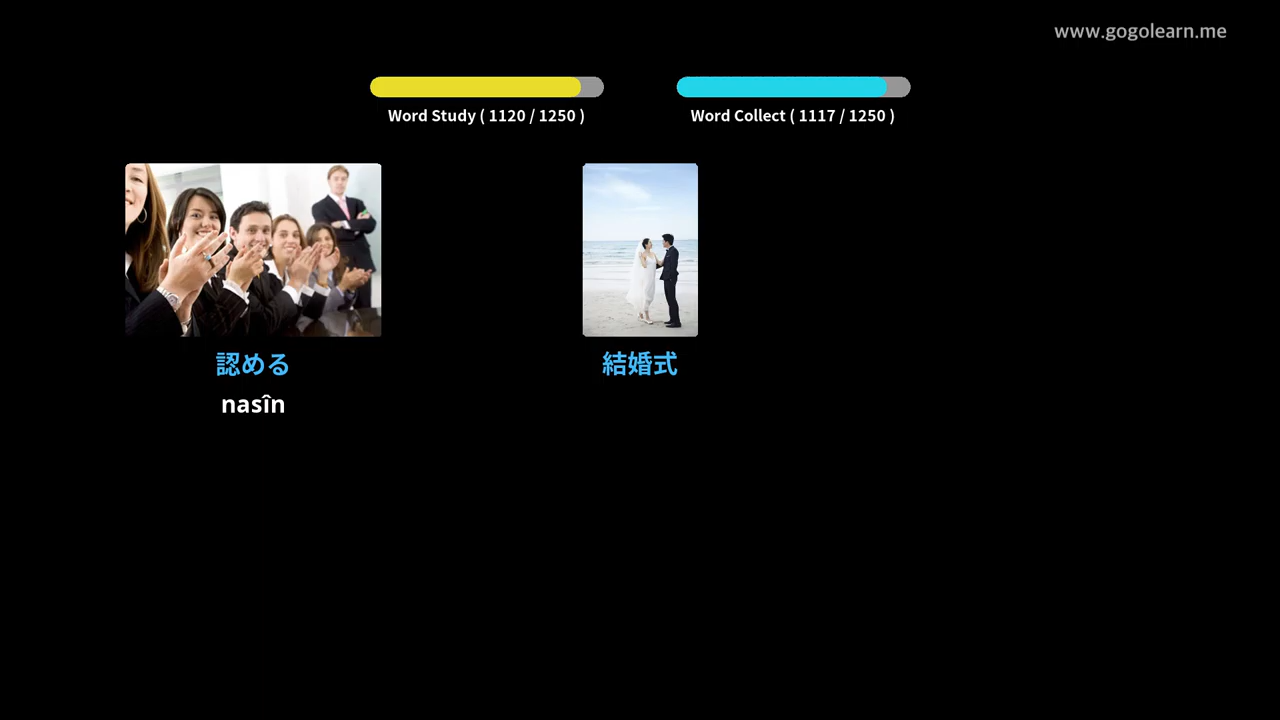 www.gogolearn.me
Word Study ( 1120 / 1250 )
Word Collect ( 1117 / 1250 )
認める
nasîn
結婚式